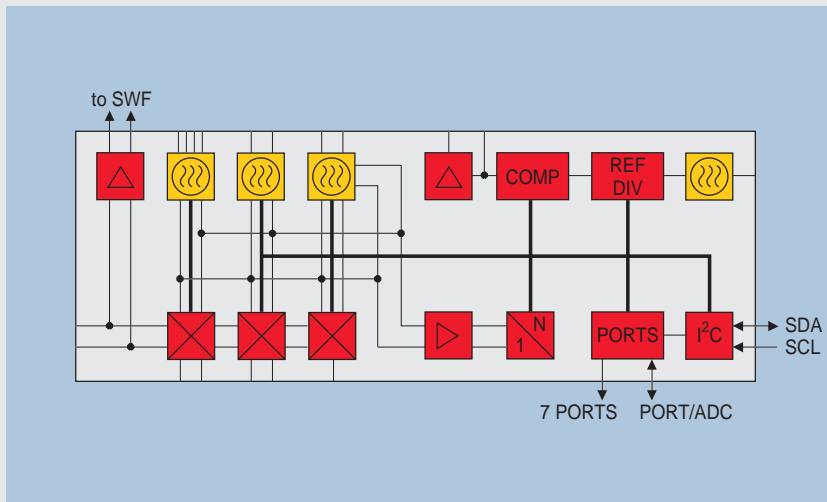 to SWF
COMP
REF
DIV
N
1
PORTS
I²C
SDA
SCL
7 PORTS
PORT/ADC